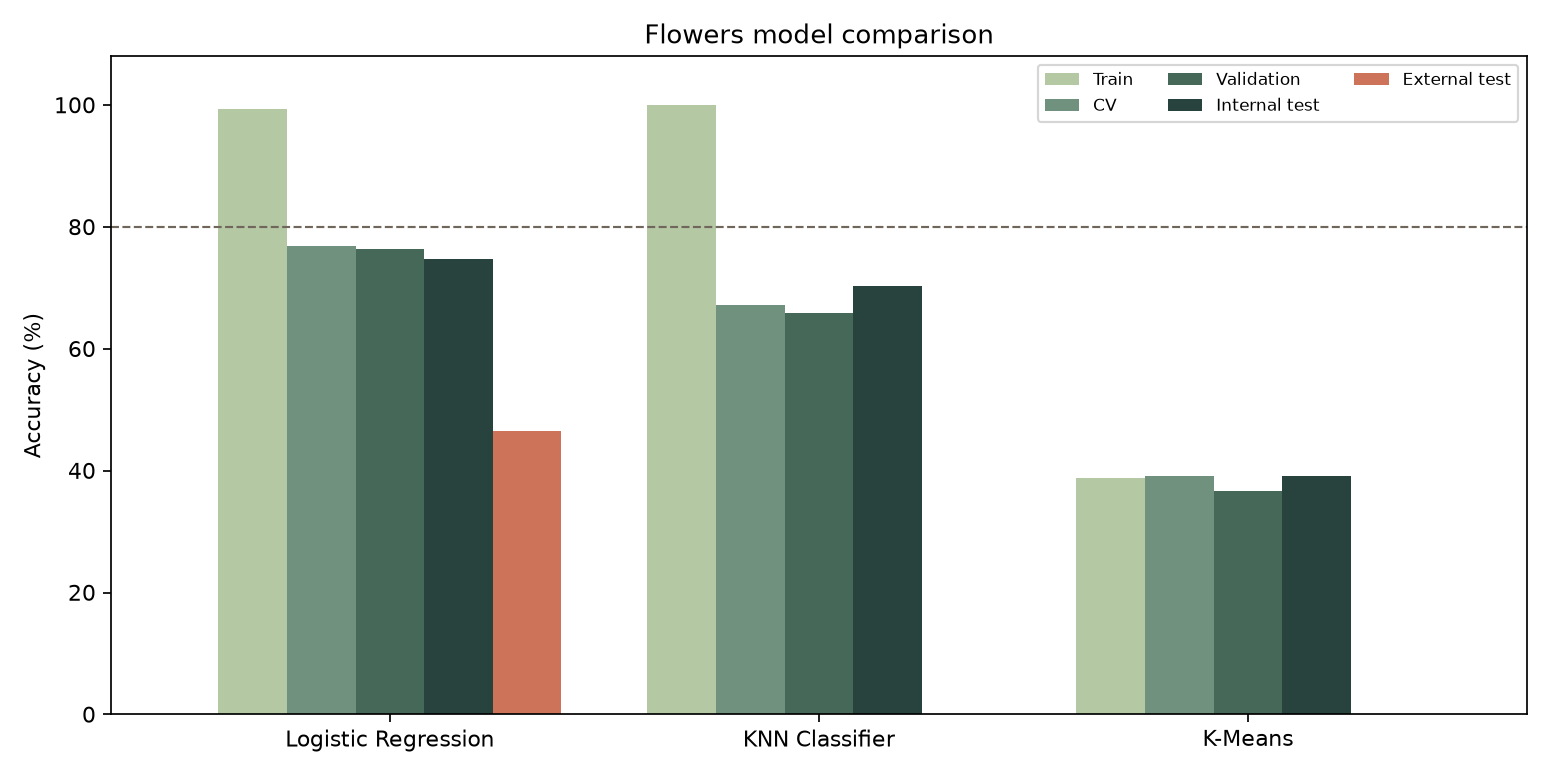 Flowers model comparison
Train
CV
Validation
Internal test
External test
Accuracy (%)
100
80
60
40
20
0
Logistic Regression
KNN Classifier
K-Means